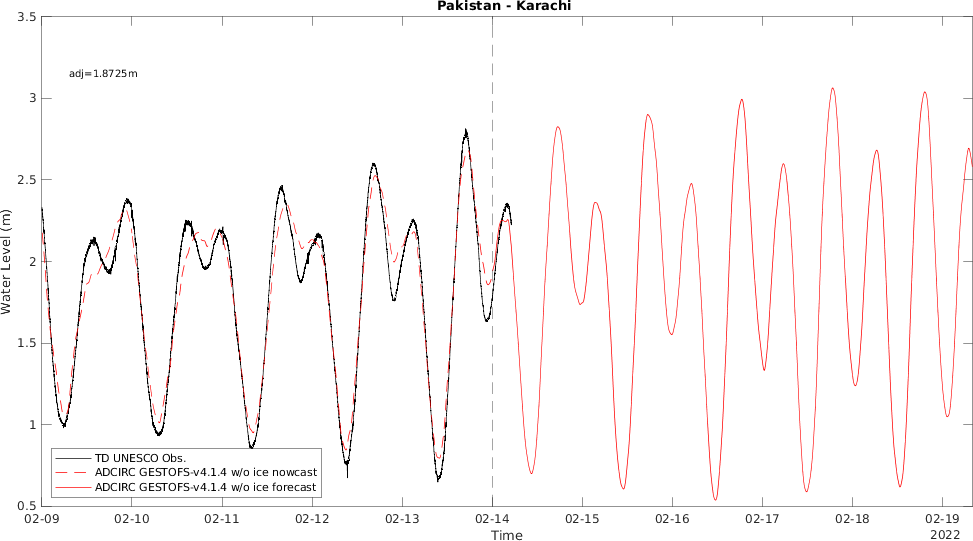 Pakistan - Karachi
3.5
3
2.5
2
1.5
1
0.5
Water Level (m)
adj=1.8725m
TD UNESCO Obs.
ADCIRC GESTOFS-v4.1.4 w/o ice nowcast
ADCIRC GESTOFS-v4.1.4 w/o ice forecast
02-09 02-10 02-11 02-12 02-13 02-14 02-15 02-16 02-17 02-18 02-19
2022
Time